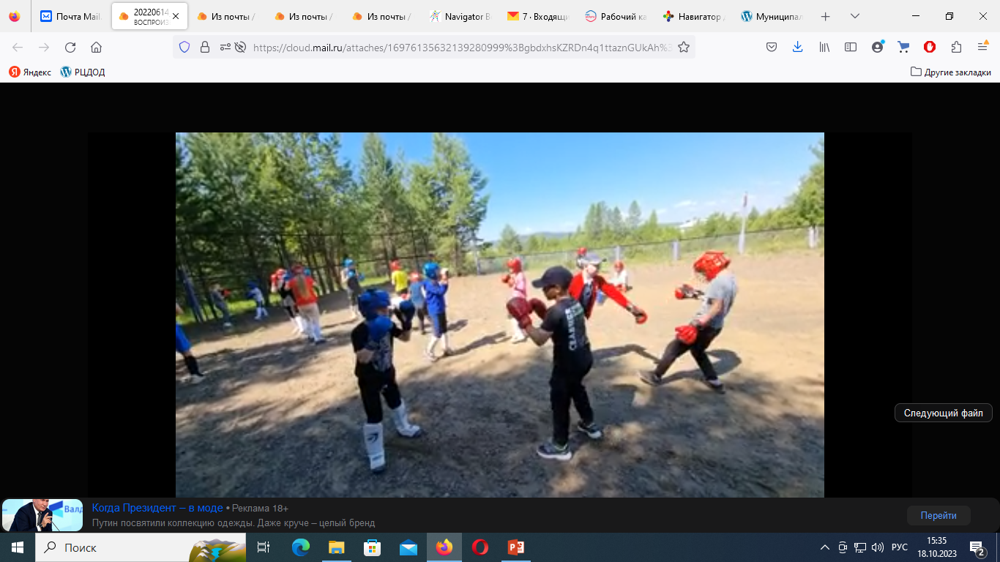 Почта Mail.
20220614
ВОСПРОИЗ
Из почты /
Из почты /
Из почты /
Navigator B
7 · Входящи
Рабочий ка
Навигатор
Муниципал
https://cloud.mail.ru/attaches/16976135632139280999%3BgbdxhsKZRDn4q1ttaznGUkAh%3
Яндекс
РЦДОД
Другие закладки
Следующий файл
Валд
Когда Президент – в моде • Реклама 18+
Путин посвятили коллекцию одежды. Даже круче – целый бренд
Перейти
Поиск
РУС
15:35
18.10.2023
2